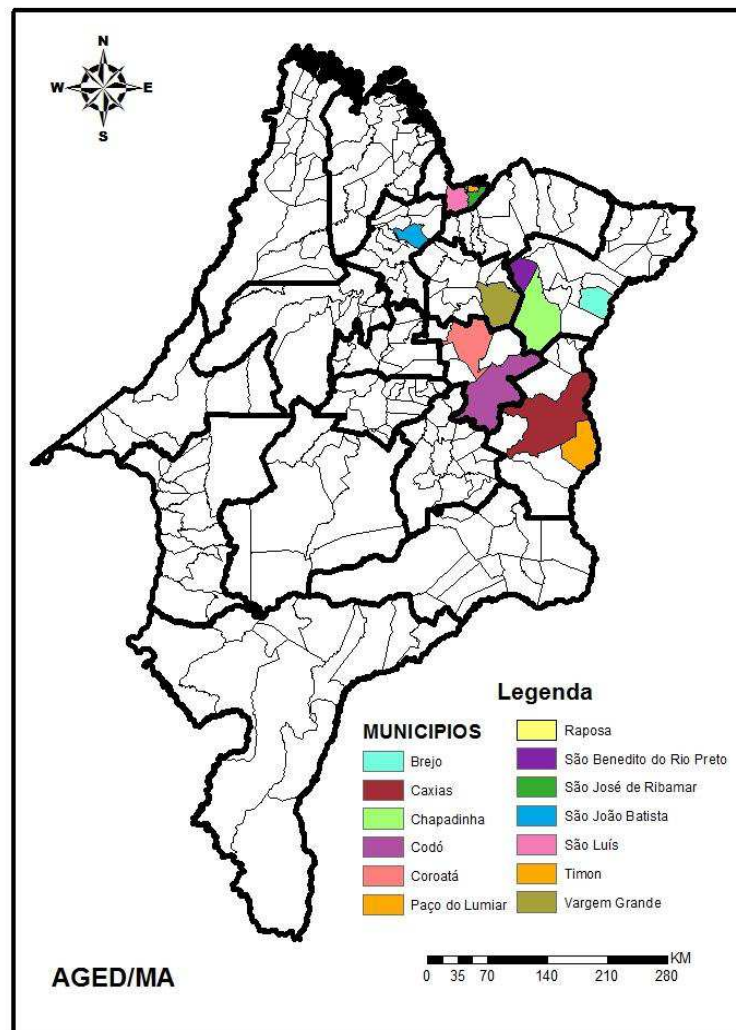 N
W E
S
Legenda
MUNICIPIOS
Brejo
Caxias
Chapadinha
Codó
Coroatá
Paço do Lumiar
Raposa
São Benedito do Rio Preto
São José de Ribamar
São João Batista
São Luís
Timon
Vargem Grande
AGED/MA
KM
0 35 70 140 210 280